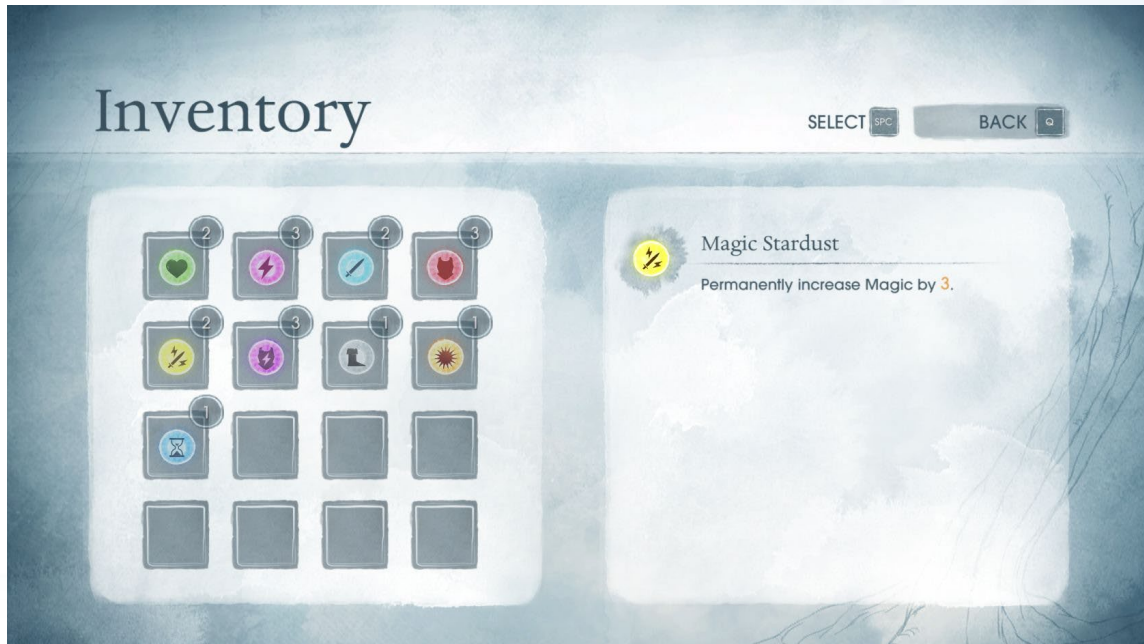 Inventory
SELECT SPC
BACK Q
2 3 2 3
2 3 1 1
1
Magic Stardust
Permanently increase Magic by 3.